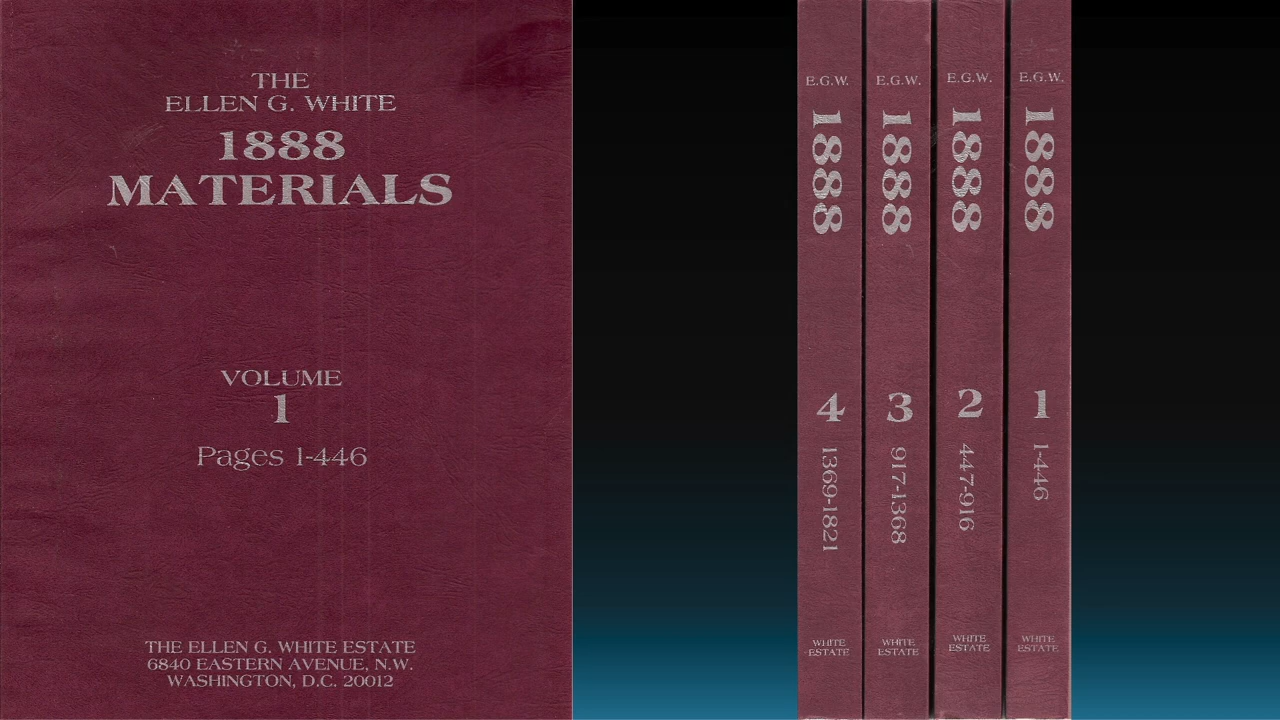 THE
ELLEN G. WHITE
1888
MATERIALS
VOLUME
1
Pages 1-446
THE ELLEN G. WHITE ESTATE
6840 EASTERN AVENUE, N.W.
WASHINGTON, D.C. 20012
E.G.W.
1888
4
1369-1821
WHITE
ESTATE
E.G.W.
1888
3
917-1368
WHITE
ESTATE
E.G.W.
1888
2
447-916
WHITE
ESTATE
E.G.W.
1888
1
1-446
WHITE
ESTATE